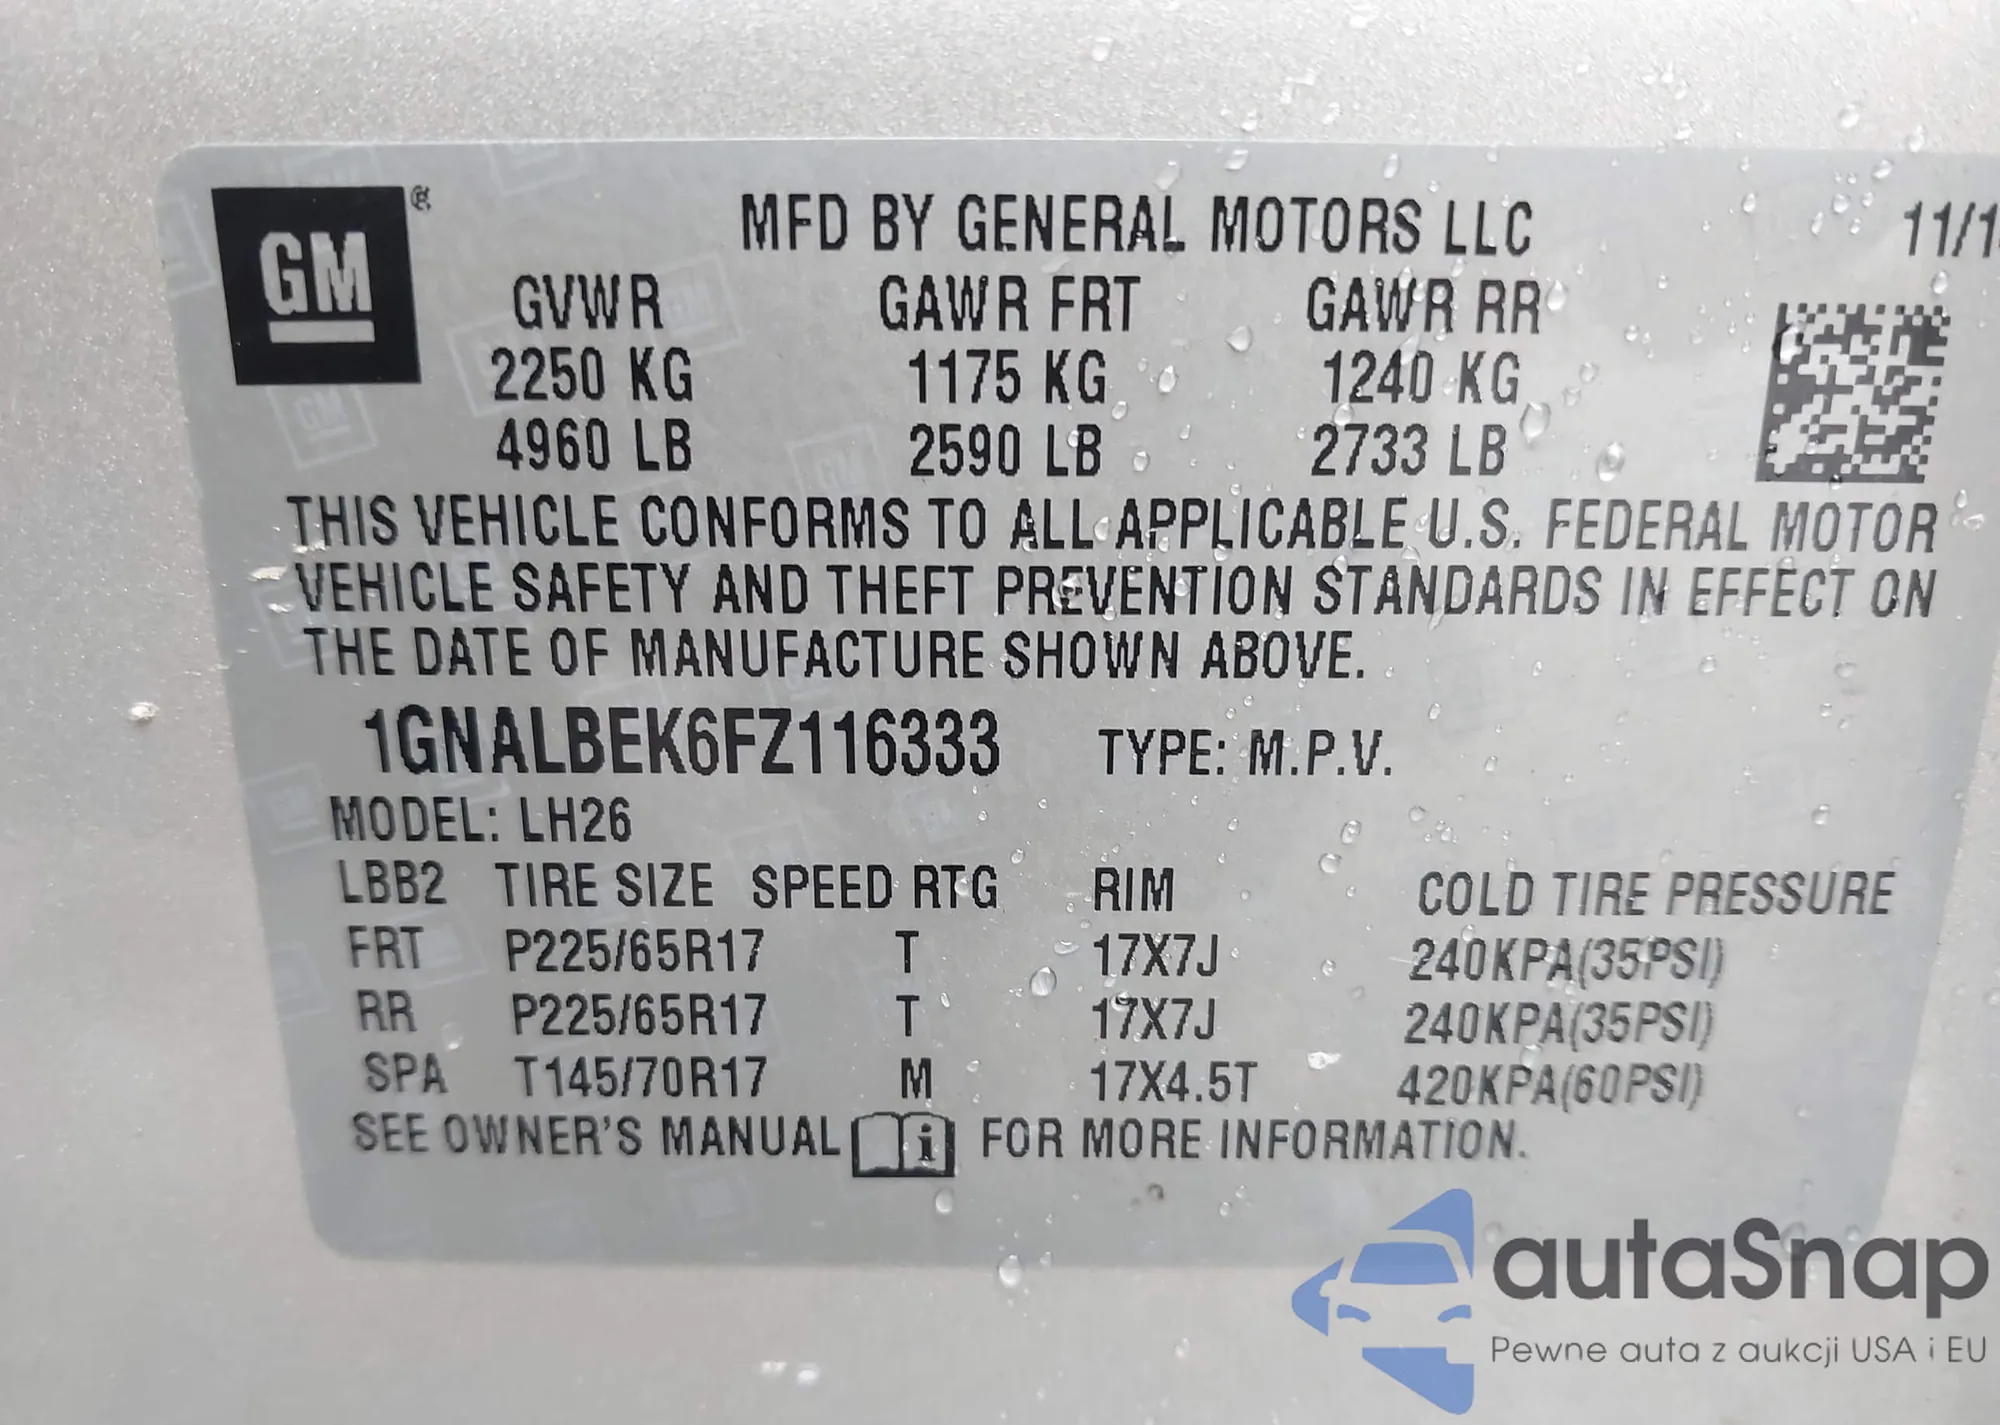 GM ®
MFD BY GENERAL MOTORS LLC 11/1
GVWR GAWR FRT GAWR RR
2250 KG 1175 KG 1240 KG
4960 LB 2590 LB 2733 LB
THIS VEHICLE CONFORMS TO ALL APPLICABLE U.S. FEDERAL MOTOR
VEHICLE SAFETY AND THEFT PREVENTION STANDARDS IN EFFECT ON
THE DATE OF MANUFACTURE SHOWN ABOVE.
1GNALBEK6FZ116333 TYPE: M.P.V.
MODEL: LH26
LBB2 TIRE SIZE SPEED RTG RIM COLD TIRE PRESSURE
FRT P225/65R17 T 17X7J 240KPA(35PSI)
RR P225/65R17 T 17X7J 240KPA(35PSI)
SPA T145/70R17 M 17X4.5T 420KPA(60PSI)
SEE OWNER'S MANUAL i FOR MORE INFORMATION.
autaSnap
Pewne auta z aukcji USA i EU